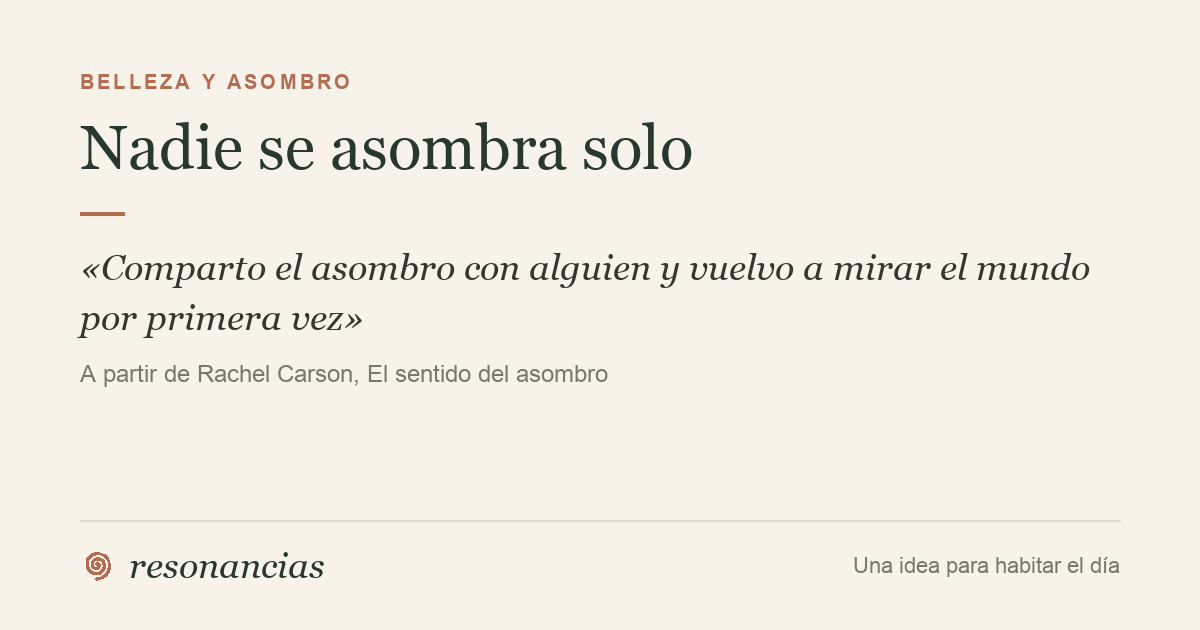 BELLEZA Y ASOMBRO
Nadie se asombra solo
«Comparto el asombro con alguien y vuelvo a mirar el mundo
por primera vez»
A partir de Rachel Carson, El sentido del asombro
resonancias
Una idea para habitar el día